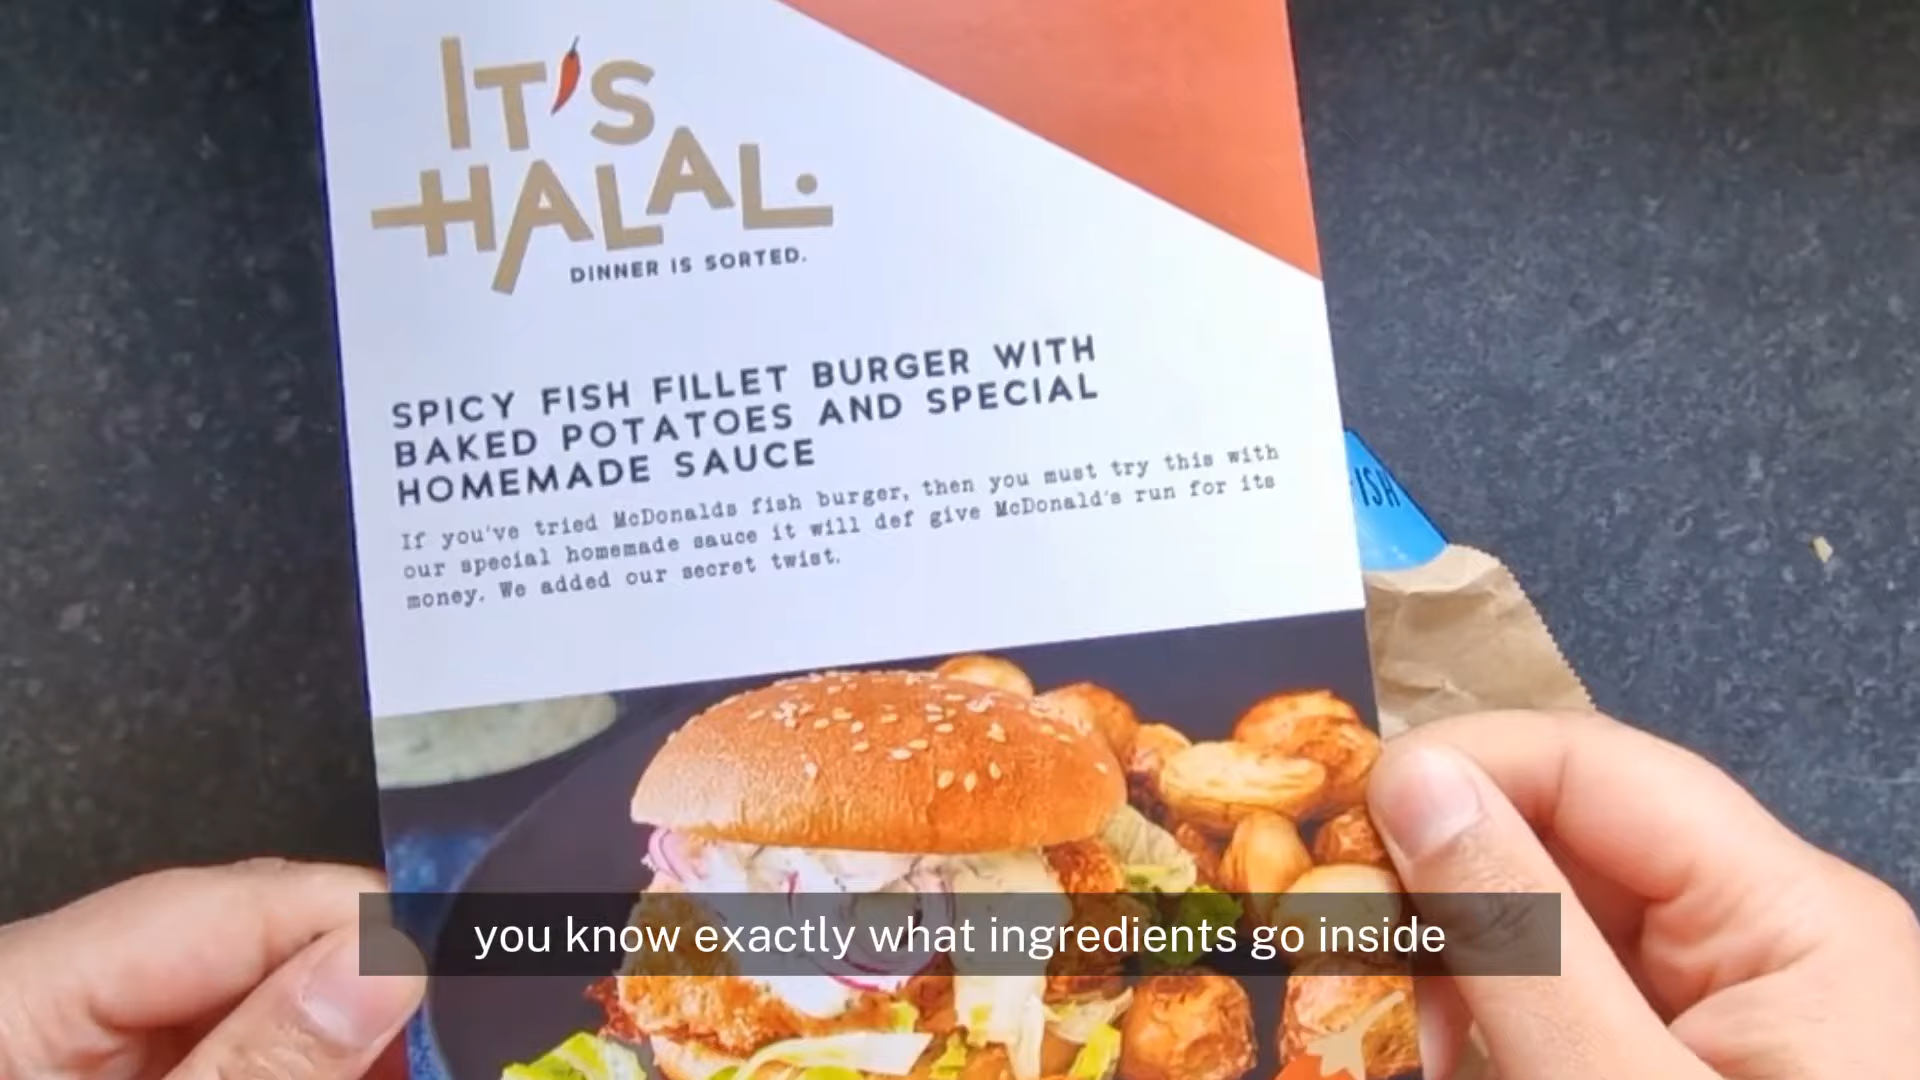 IT'S
HALAL.
DINNER IS SORTED.
SPICY FISH FILLET BURGER WITH
BAKED POTATOES AND SPECIAL
HOMEMADE SAUCE
If you've tried McDonalds fish burger, then you must try this with
our special homemade sauce it will def give McDonald's run for its
money. We added our secret twist.
FISH
you know exactly what ingredients go inside